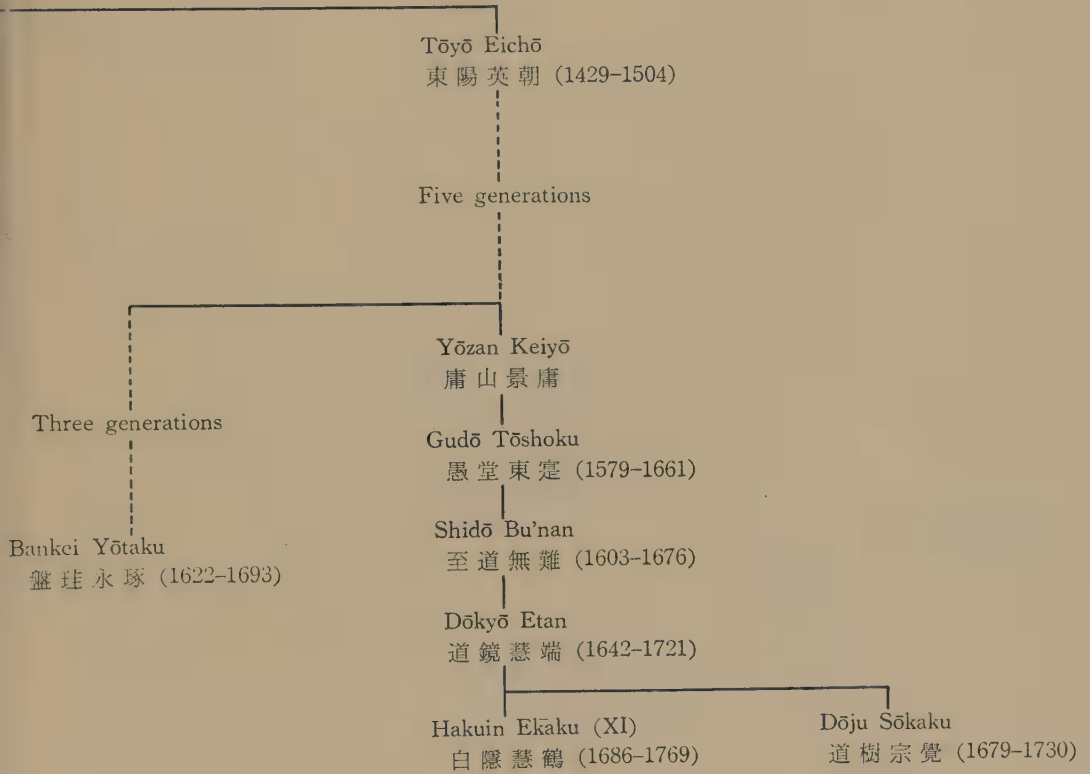 Tōyō Eichō
東陽英朝 (1429–1504)
Five generations
Yōzan Keiyō
庸山景庸
Three generations
Gudō Tōshoku
愚堂東寔 (1579–1661)
Shidō Bu'nan
至道無難 (1603–1676)
Bankei Yōtaku
盤珪永琢 (1622–1693)
Dōkyō Etan
道鏡慧端 (1642–1721)
Hakuin Ekaku (XI)
白隱慧鶴 (1686–1769)
Dōju Sōkaku
道樹宗覺 (1679–1730)